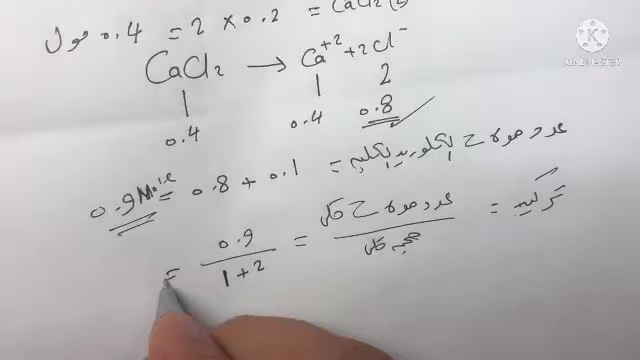 مول 0.4 = 2 × 0.2 = CaCl2 (2)
CaCl2 → Ca+2 + 2Cl-
1 1 2
0.4 0.4 0.8
عدد مولات الكلوريد الكلية = 0.1 + 0.8 = 0.9 mole
تركيز = عدد مولات كلي / حجم كلي = 0.9 / 1+2 =
K
KINEMASTER